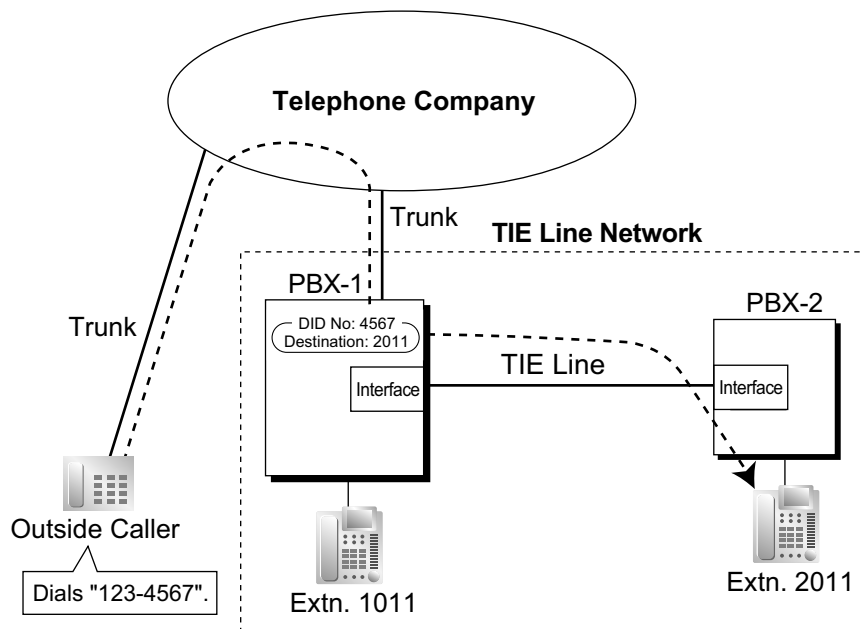 Telephone Company
Trunk
TIE Line Network
PBX-1
PBX-2
Trunk
DID No: 4567
Destination: 2011
TIE Line
Interface
Interface
Outside Caller
Dials "123-4567".
Extn. 1011
Extn. 2011